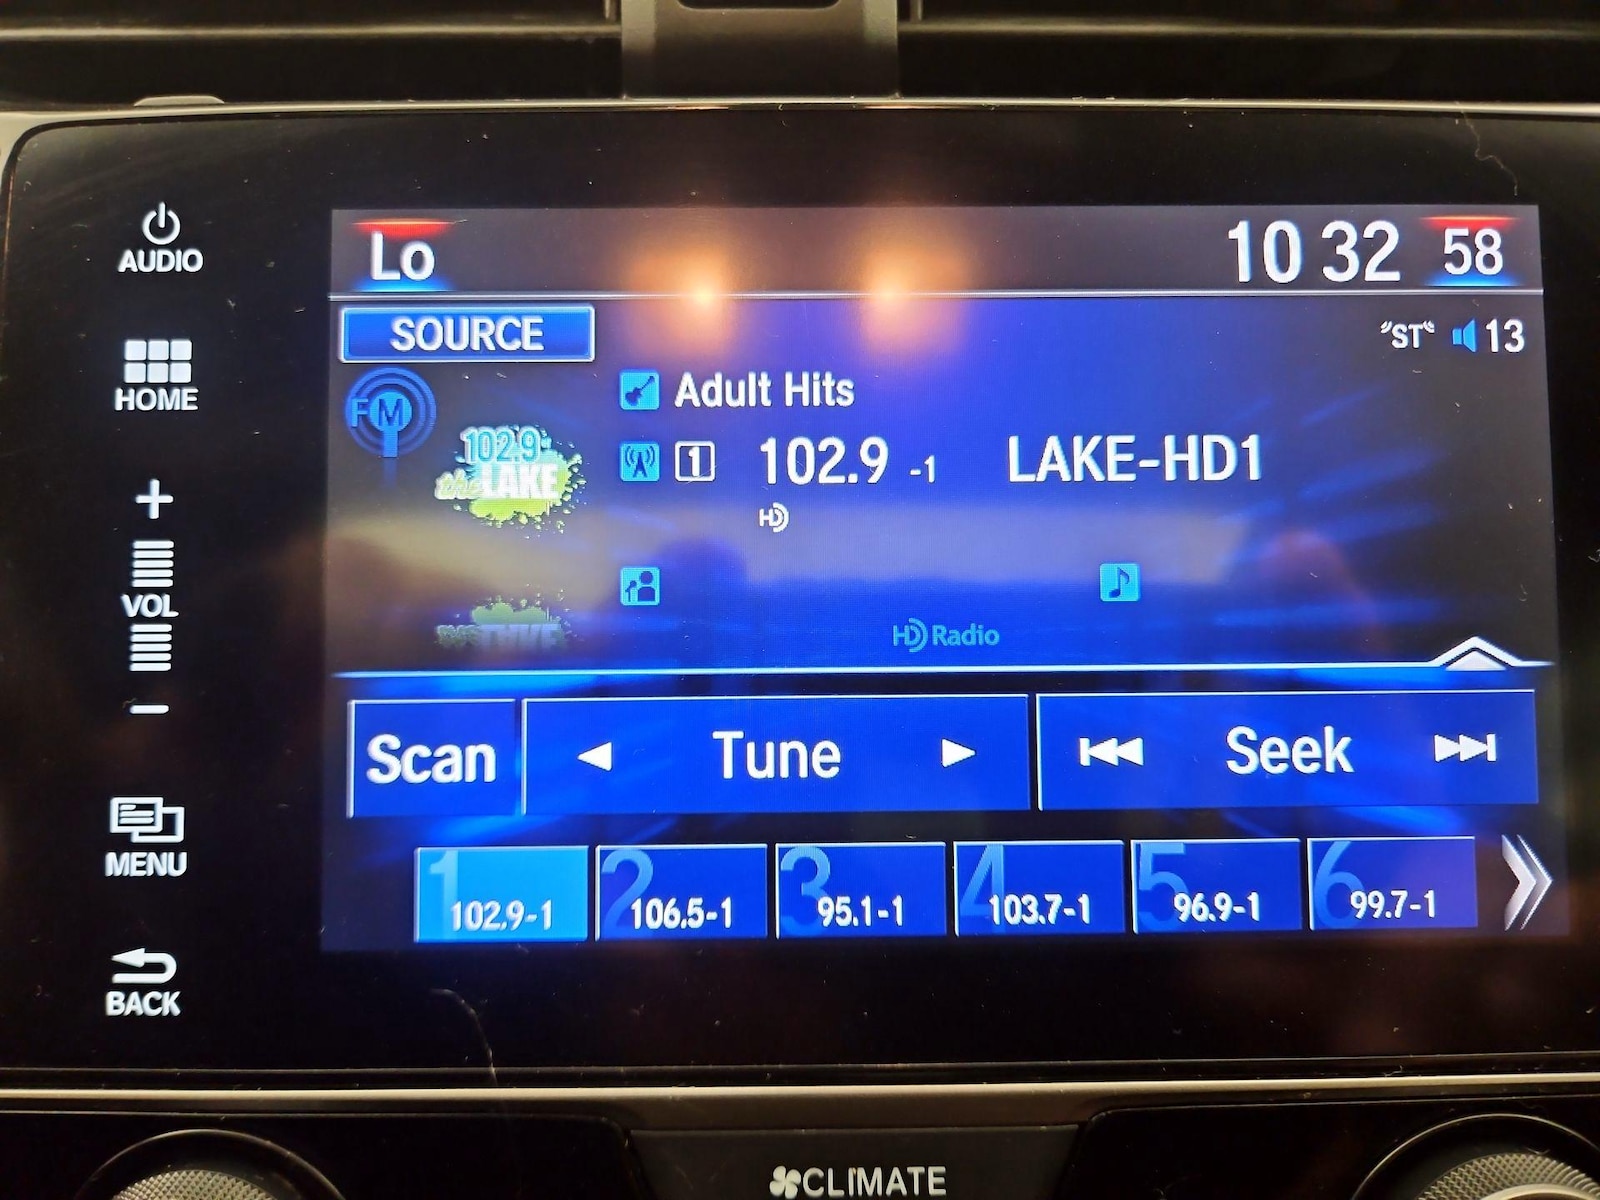 AUDIO
HOME
+
VOL
-
MENU
BACK
Lo
10 32
58
SOURCE
"ST"
13
FM
102.9
the LAKE
Adult Hits
1 102.9 -1 LAKE-HD1
HD
HD Radio
Scan
Tune
Seek
1 102.9-1
2 106.5-1
3 95.1-1
4 103.7-1
5 96.9-1
6 99.7-1
CLIMATE